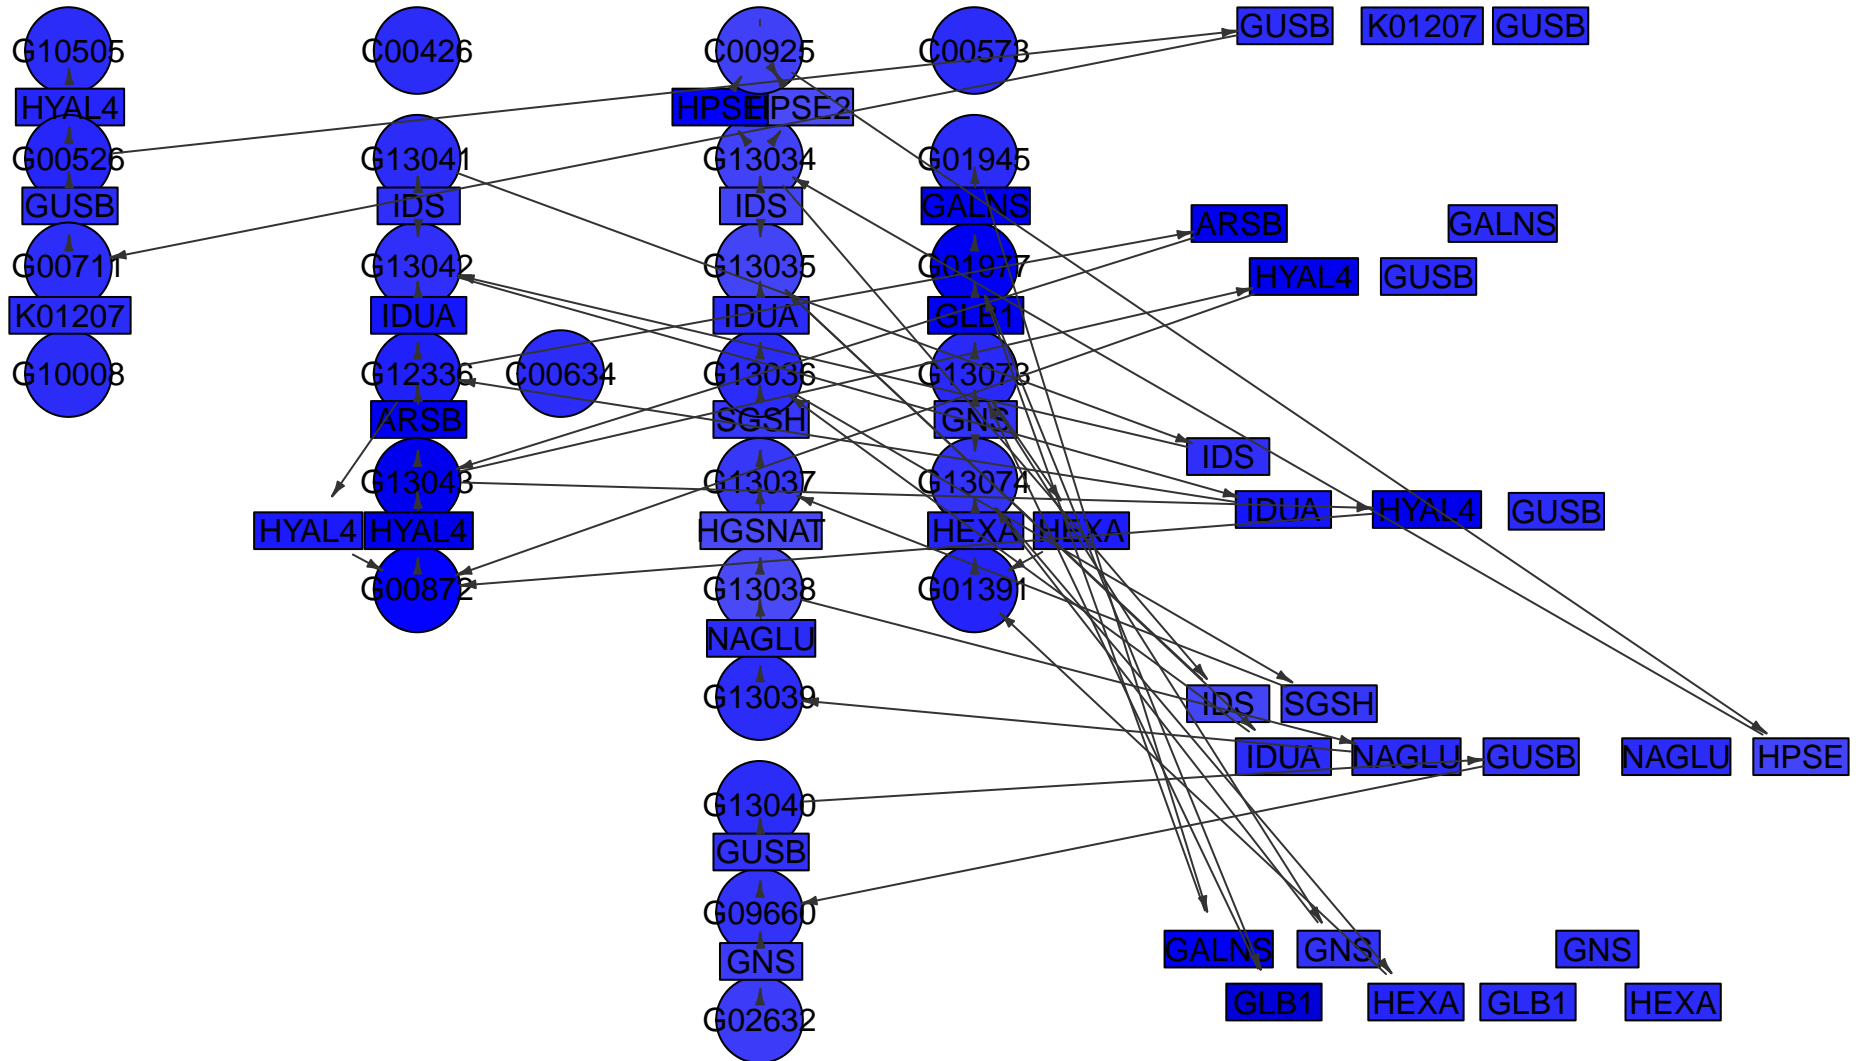 G10505
C00426
C00925
C00573
GUSB
K01207
GUSB
HYAL4
HPSE
HPSE2
G00526
G13041
G13034
G01945
GUSB
IDS
IDS
GALNS
ARSB
GALNS
G00711
G13042
G13035
G01977
HYAL4
GUSB
K01207
IDUA
IDUA
GLB1
G10008
G12336
C00634
G13036
G13073
ARSB
SGSH
GNS
IDS
G13043
G13037
G13074
IDUA
HYAL4
GUSB
HYAL4
HYAL4
HGSNAT
HEXA
HEXA
G00872
G13038
G01391
NAGLU
G13039
IDS
SGSH
IDUA
NAGLU
GUSB
NAGLU
HPSE
G13040
GUSB
G09660
GNS
GALNS
GNS
GNS
G02632
GLB1
HEXA
GLB1
HEXA